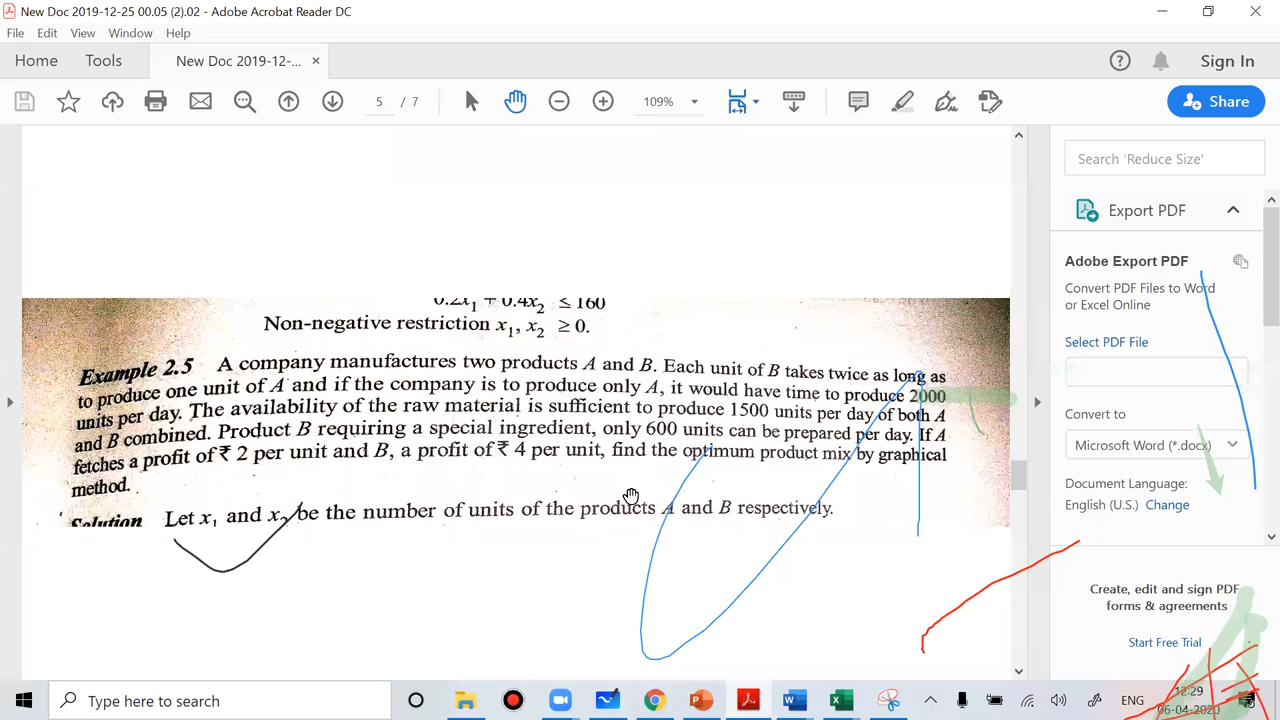 New Doc 2019-12-25 00.05 (2).02 - Adobe Acrobat Reader DC
File Edit View Window Help
Home Tools New Doc 2019-12-... × Sign In
5 / 7 109% Share
Search 'Reduce Size'
Export PDF
Adobe Export PDF
Convert PDF Files to Word
or Excel Online
Select PDF File
Convert to
Microsoft Word (*.docx)
Document Language:
English (U.S.) Change
Create, edit and sign PDF
forms & agreements
Start Free Trial
0.2x₁ + 0.4x₂ ≤ 160
Non-negative restriction x₁, x₂ ≥ 0.
Example 2.5 A company manufactures two products A and B. Each unit of B takes twice as long as
to produce one unit of A and if the company is to produce only A, it would have time to produce 2000
units per day. The availability of the raw material is sufficient to produce 1500 units per day of both A
and B combined. Product B requiring a special ingredient, only 600 units can be prepared per day. If A
fetches a profit of ₹ 2 per unit and B, a profit of ₹ 4 per unit, find the optimum product mix by graphical
method.
Solution Let x₁ and x₂ be the number of units of the products A and B respectively.
Type here to search
ENG
12:29
06-04-2020